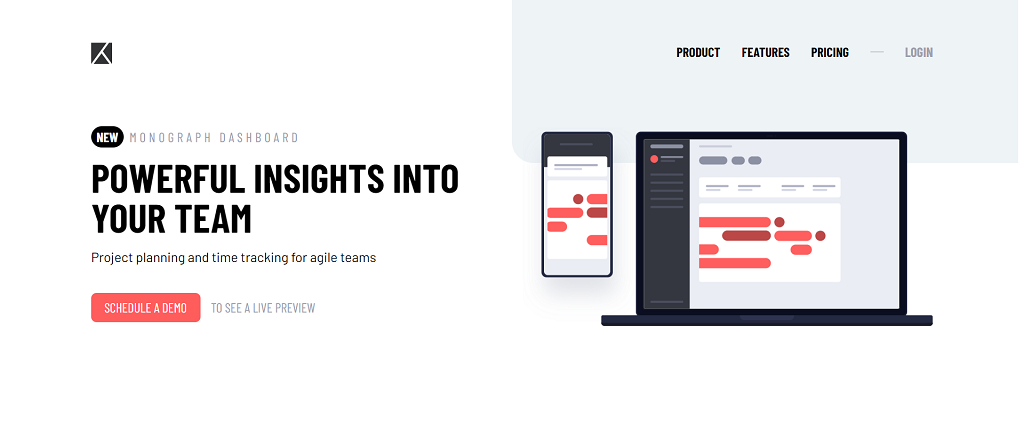 PRODUCT FEATURES PRICING LOGIN
NEW MONOGRAPH DASHBOARD
POWERFUL INSIGHTS INTO
YOUR TEAM
Project planning and time tracking for agile teams
SCHEDULE A DEMO TO SEE A LIVE PREVIEW